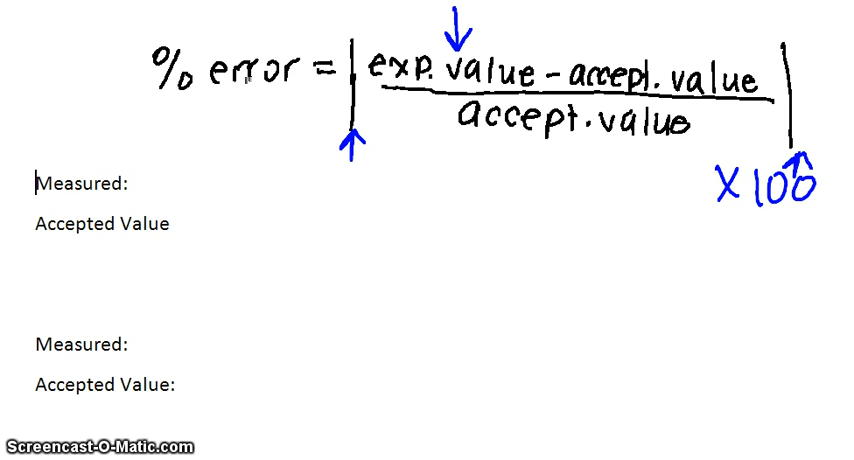 % error = | exp. value - accept. value |
accept. value
x 100
Measured:
Accepted Value
Measured:
Accepted Value:
Screencast-O-Matic.com